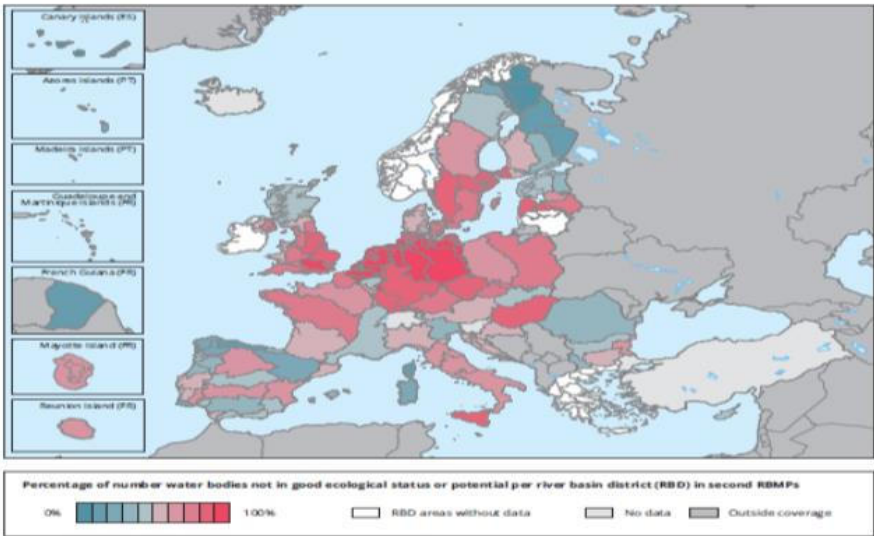 Canary Islands (ES)
Azores Islands (PT)
Madeira Islands (PT)
Guadeloupe and
Martinique Islands (FR)
French Guiana (FR)
Mayotte Island (FR)
Reunion Island (FR)
Percentage of number water bodies not in good ecological status or potential per river basin district (RBD) in second RBMPs
0% 100% RBD areas without data No data Outside coverage